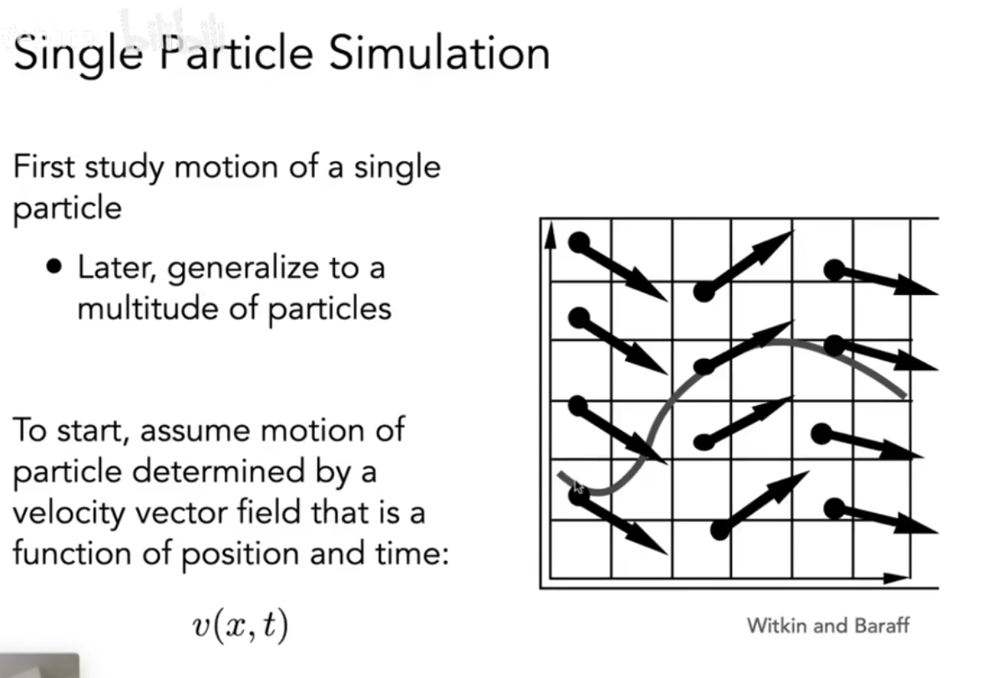 Single Particle Simulation
First study motion of a single
particle
• Later, generalize to a
multitude of particles
To start, assume motion of
particle determined by a
velocity vector field that is a
function of position and time:
v(x, t)
Witkin and Baraff